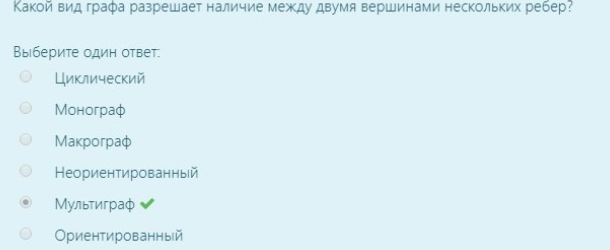 Какой вид графа разрешает наличие между двумя вершинами нескольких ребер?
Выберите один ответ:
Циклический
Монограф
Макрограф
Неориентированный
Мультиграф
Ориентированный